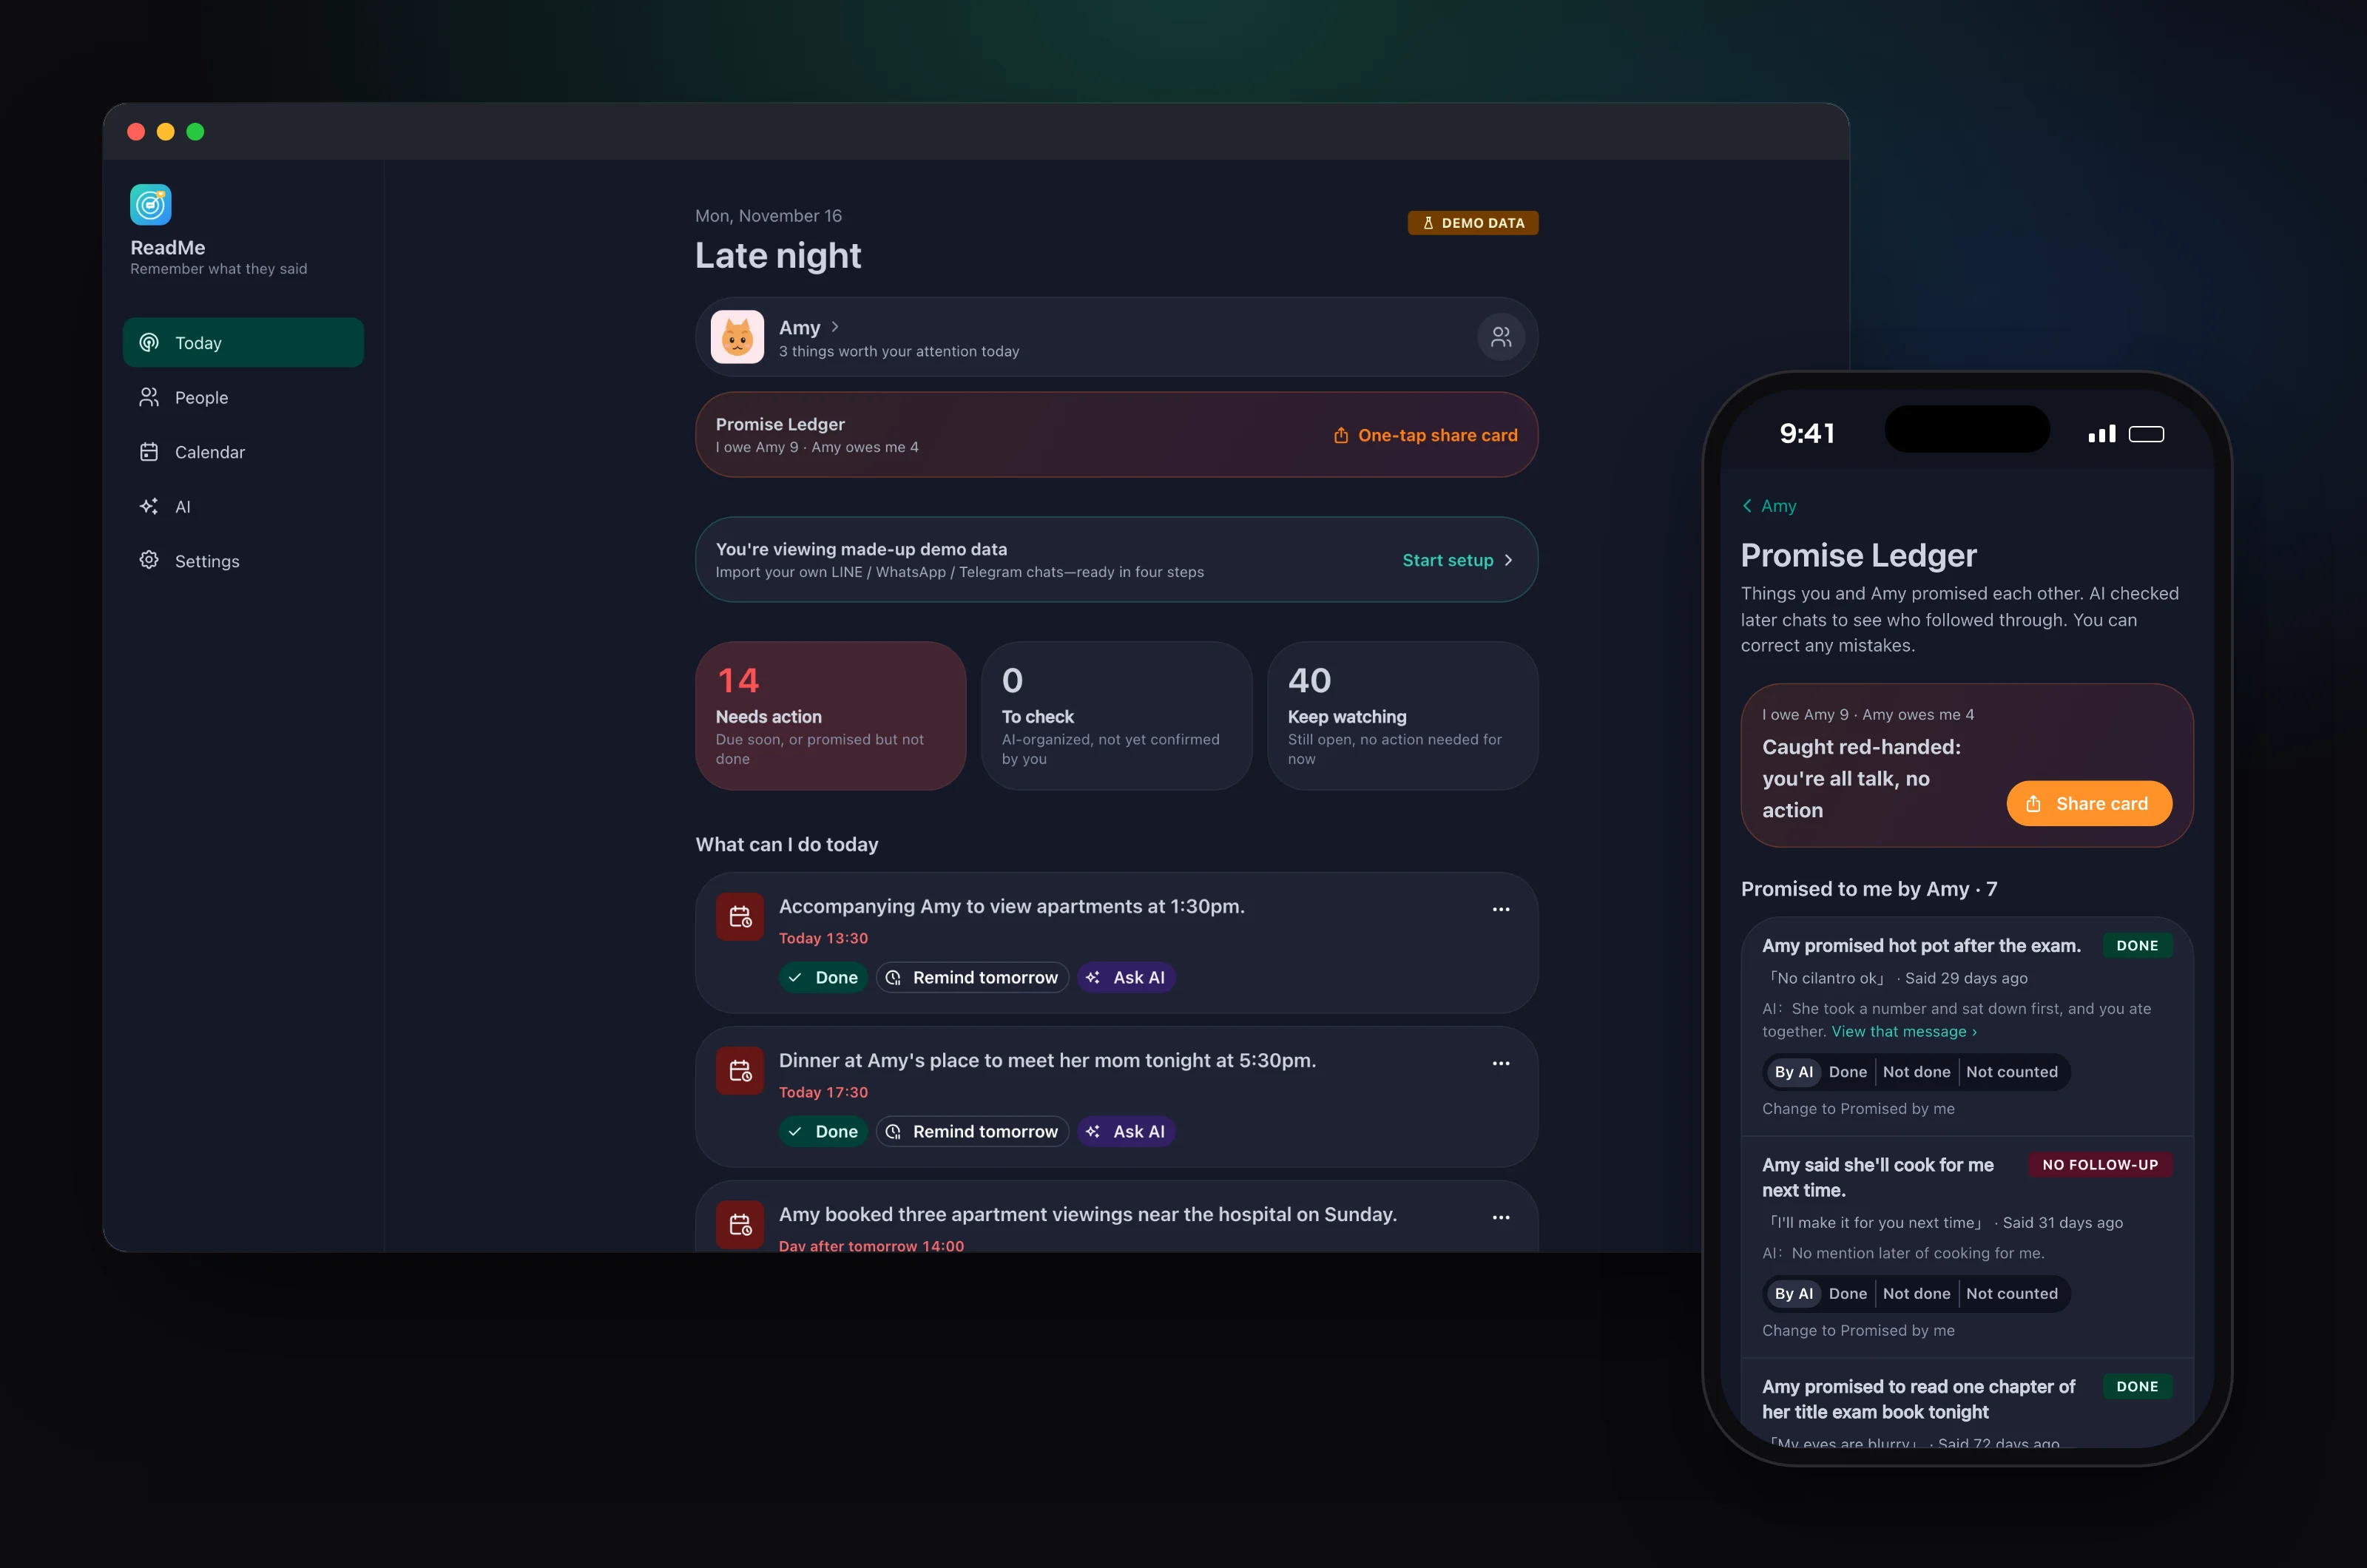 ReadMe
Remember what they said
Today
People
Calendar
AI
Settings
Mon, November 16
DEMO DATA
Late night
Amy
3 things worth your attention today
Promise Ledger
I owe Amy 9 · Amy owes me 4
One-tap share card
You're viewing made-up demo data
Import your own LINE / WhatsApp / Telegram chats—ready in four steps
Start setup
14
Needs action
Due soon, or promised but not
done
0
To check
AI-organized, not yet confirmed
by you
40
Keep watching
Still open, no action needed for
now
What can I do today
Accompanying Amy to view apartments at 1:30pm.
Today 13:30
Done
Remind tomorrow
Ask AI
Dinner at Amy's place to meet her mom tonight at 5:30pm.
Today 17:30
Done
Remind tomorrow
Ask AI
Amy booked three apartment viewings near the hospital on Sunday.
Day after tomorrow 14:00
9:41
Amy
Promise Ledger
Things you and Amy promised each other. AI checked
later chats to see who followed through. You can
correct any mistakes.
I owe Amy 9 · Amy owes me 4
Caught red-handed:
you're all talk, no
action
Share card
Promised to me by Amy · 7
Amy promised hot pot after the exam.
DONE
「No cilantro ok」 · Said 29 days ago
AI: She took a number and sat down first, and you ate
together. View that message ›
By AI
Done
Not done
Not counted
Change to Promised by me
Amy said she'll cook for me
next time.
NO FOLLOW-UP
「I'll make it for you next time」 · Said 31 days ago
AI: No mention later of cooking for me.
By AI
Done
Not done
Not counted
Change to Promised by me
Amy promised to read one chapter of
her title exam book tonight
DONE
「My eyes are blurry」 · Said 72 days ago